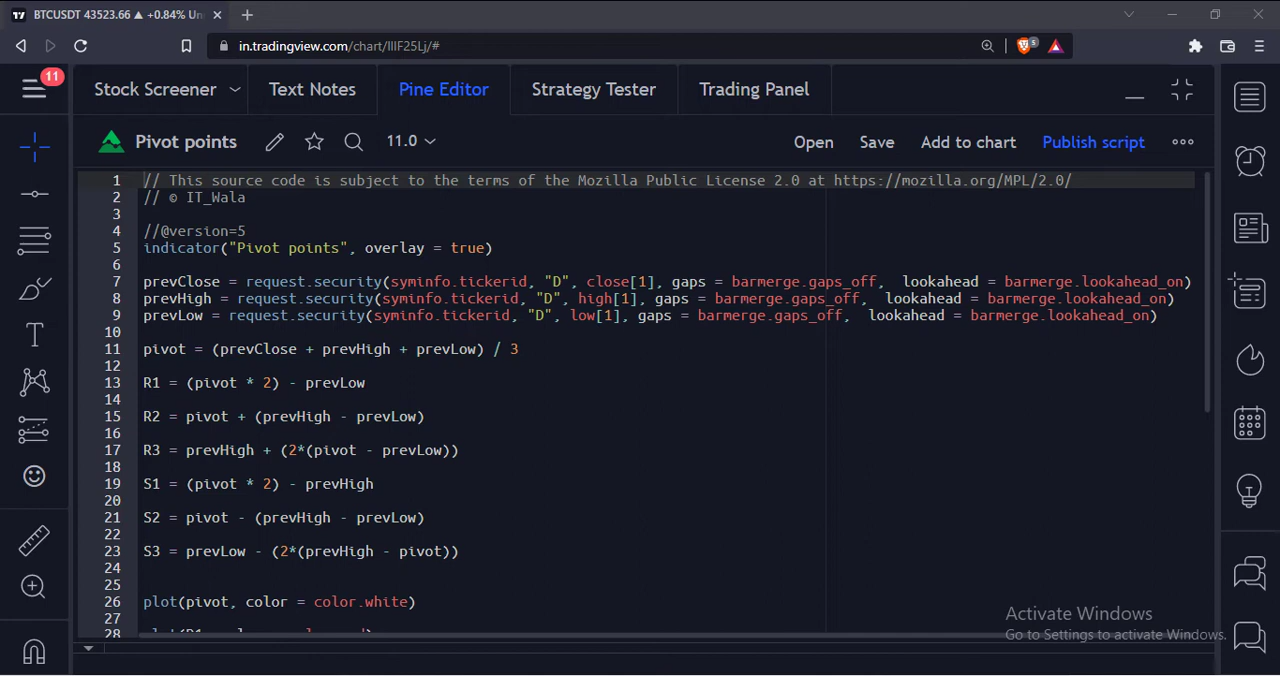 BTCUSDT 43523.66 ▲ +0.84% Un
in.tradingview.com/chart/IIIF25Lj/#
5
11
Stock Screener
Text Notes
Pine Editor
Strategy Tester
Trading Panel
Pivot points
11.0
Open
Save
Add to chart
Publish script
1 // This source code is subject to the terms of the Mozilla Public License 2.0 at https://mozilla.org/MPL/2.0/
2 // © IT_Wala
3
4 //@version=5
5 indicator("Pivot points", overlay = true)
6
7 prevClose = request.security(syminfo.tickerid, "D", close[1], gaps = barmerge.gaps_off,  lookahead = barmerge.lookahead_on)
8 prevHigh = request.security(syminfo.tickerid, "D", high[1], gaps = barmerge.gaps_off,  lookahead = barmerge.lookahead_on)
9 prevLow = request.security(syminfo.tickerid, "D", low[1], gaps = barmerge.gaps_off,  lookahead = barmerge.lookahead_on)
10
11 pivot = (prevClose + prevHigh + prevLow) / 3
12
13 R1 = (pivot * 2) - prevLow
14
15 R2 = pivot + (prevHigh - prevLow)
16
17 R3 = prevHigh + (2*(pivot - prevLow))
18
19 S1 = (pivot * 2) - prevHigh
20
21 S2 = pivot - (prevHigh - prevLow)
22
23 S3 = prevLow - (2*(prevHigh - pivot))
24
25
26 plot(pivot, color = color.white)
27
28
Activate Windows
Go to Settings to activate Windows.